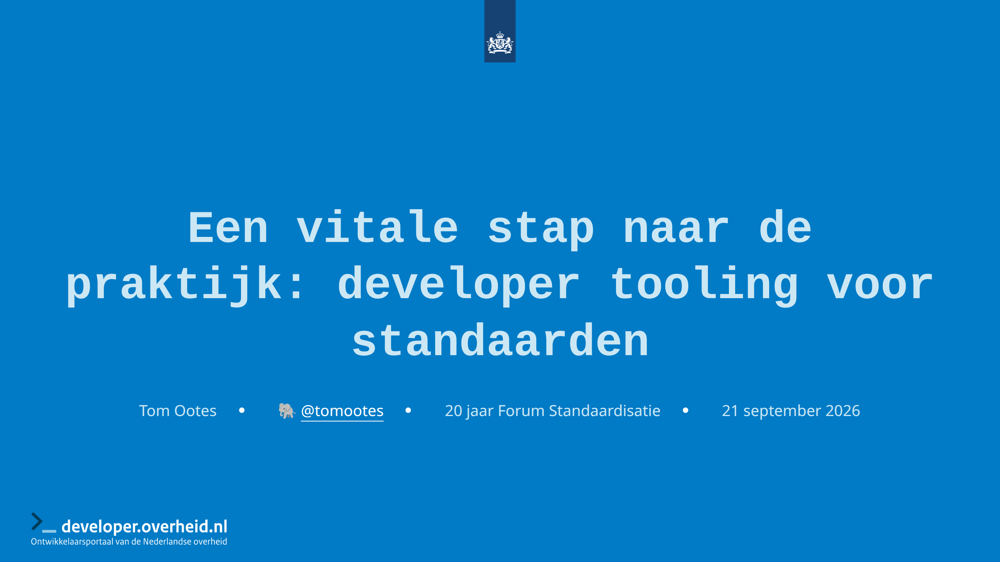 Een vitale stap naar de
praktijk: developer tooling voor
standaarden
Tom Ootes • 🐘 @tomootes • 20 jaar Forum Standaardisatie • 21 september 2026
>_ developer.overheid.nl
Ontwikkelaarsportaal van de Nederlandse overheid